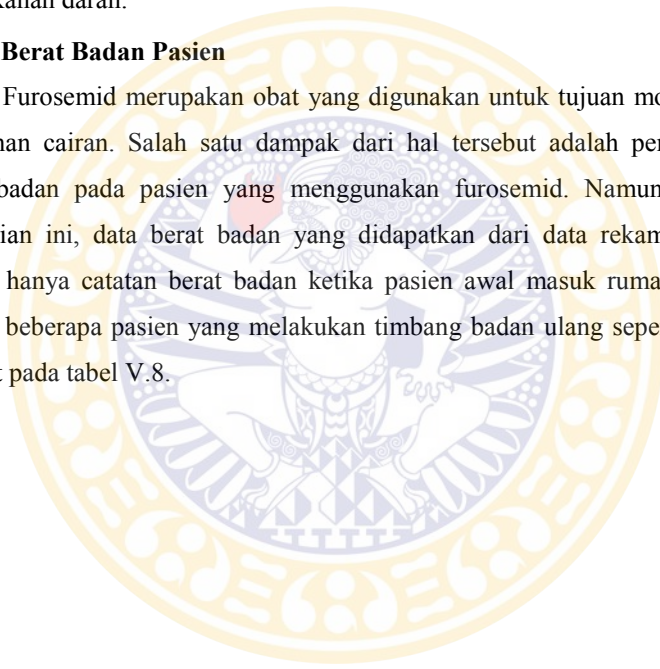 kanan darah.
Berat Badan Pasien
Furosemid merupakan obat yang digunakan untuk tujuan mo
nan cairan. Salah satu dampak dari hal tersebut adalah per
badan pada pasien yang menggunakan furosemid. Namun
ian ini, data berat badan yang didapatkan dari data rekam
hanya catatan berat badan ketika pasien awal masuk ruma
beberapa pasien yang melakukan timbang badan ulang sepe
t pada tabel V.8.